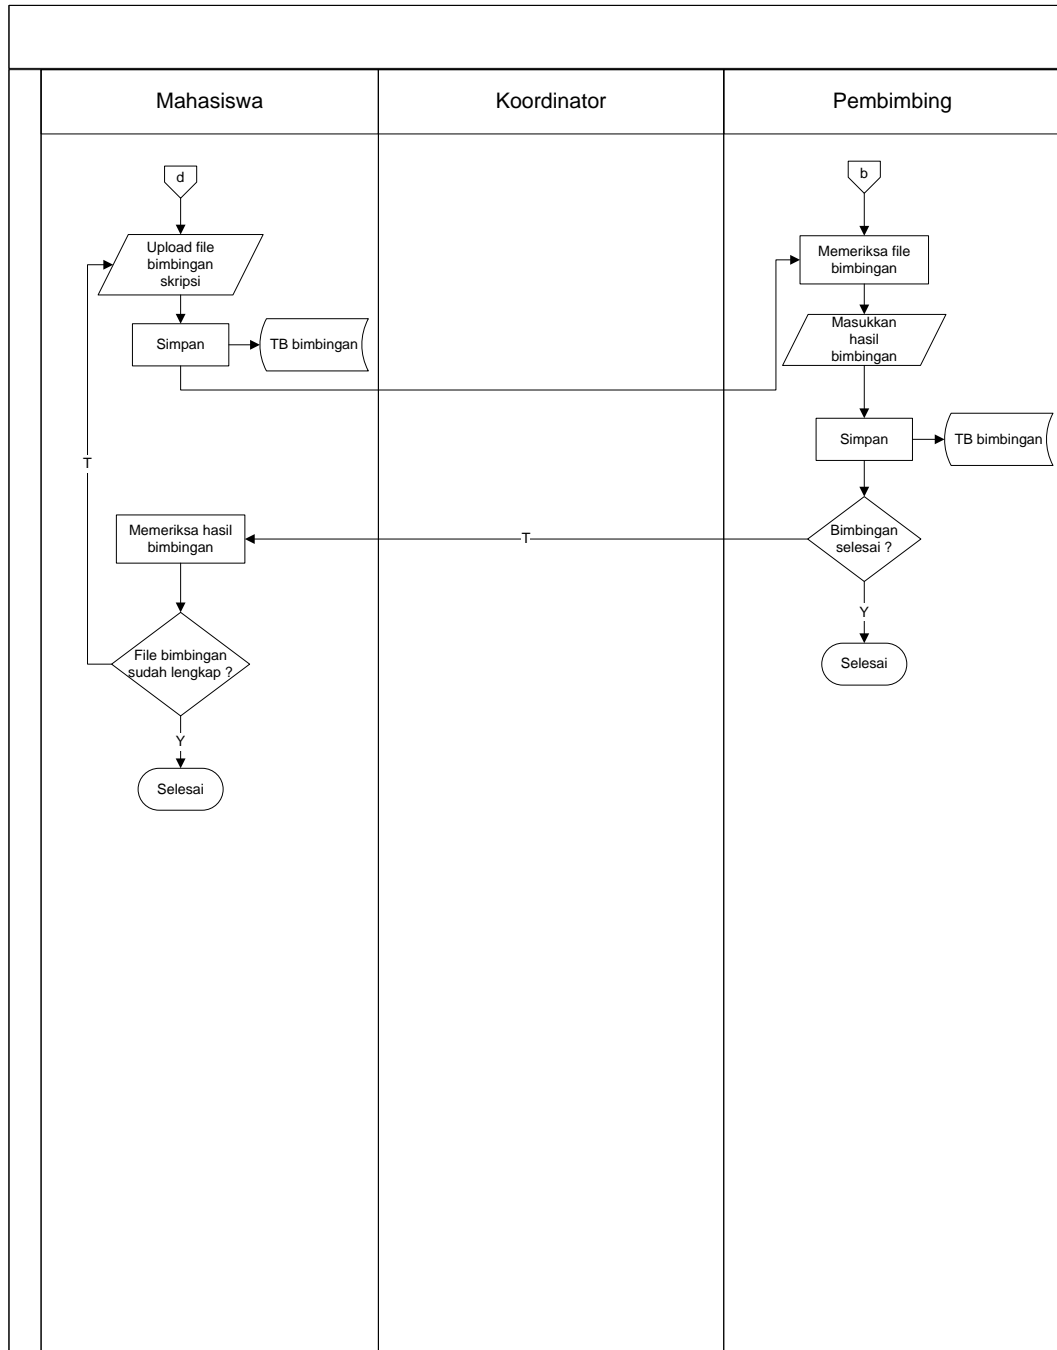 Mahasiswa
Koordinator
Pembimbing
d
Upload file
bimbingan
skripsi
Simpan
TB bimbingan
T
Memeriksa hasil
bimbingan
File bimbingan
sudah lengkap ?
Y
Selesai
T
b
Memeriksa file
bimbingan
Masukkan
hasil
bimbingan
Simpan
TB bimbingan
Bimbingan
selesai ?
Y
Selesai